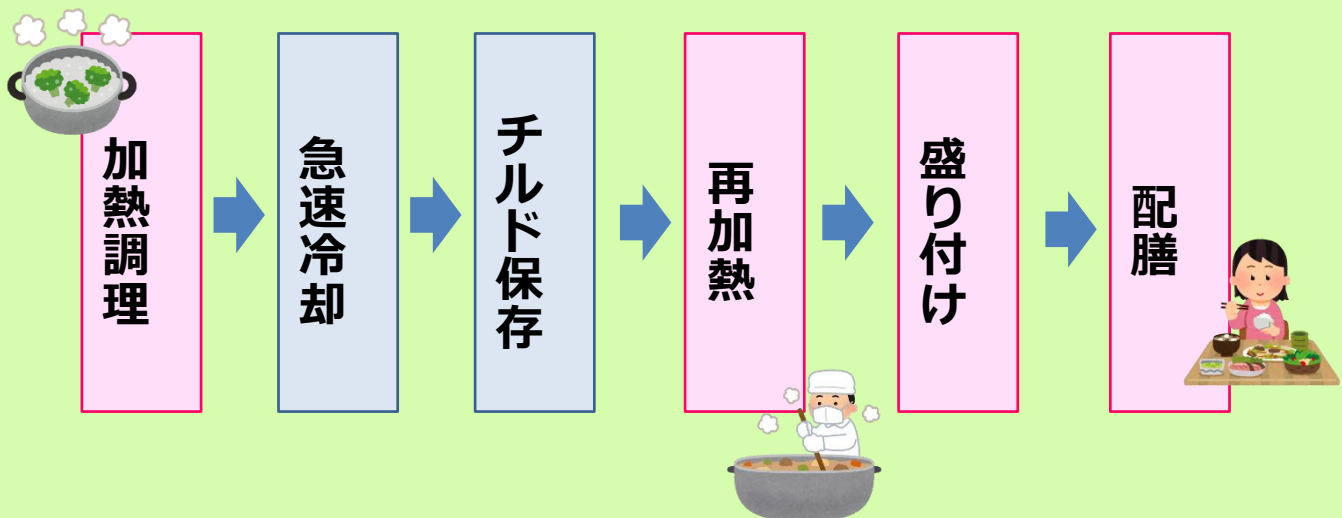 加熱調理
急速冷却
チルド保存
再加熱
盛り付け
配膳